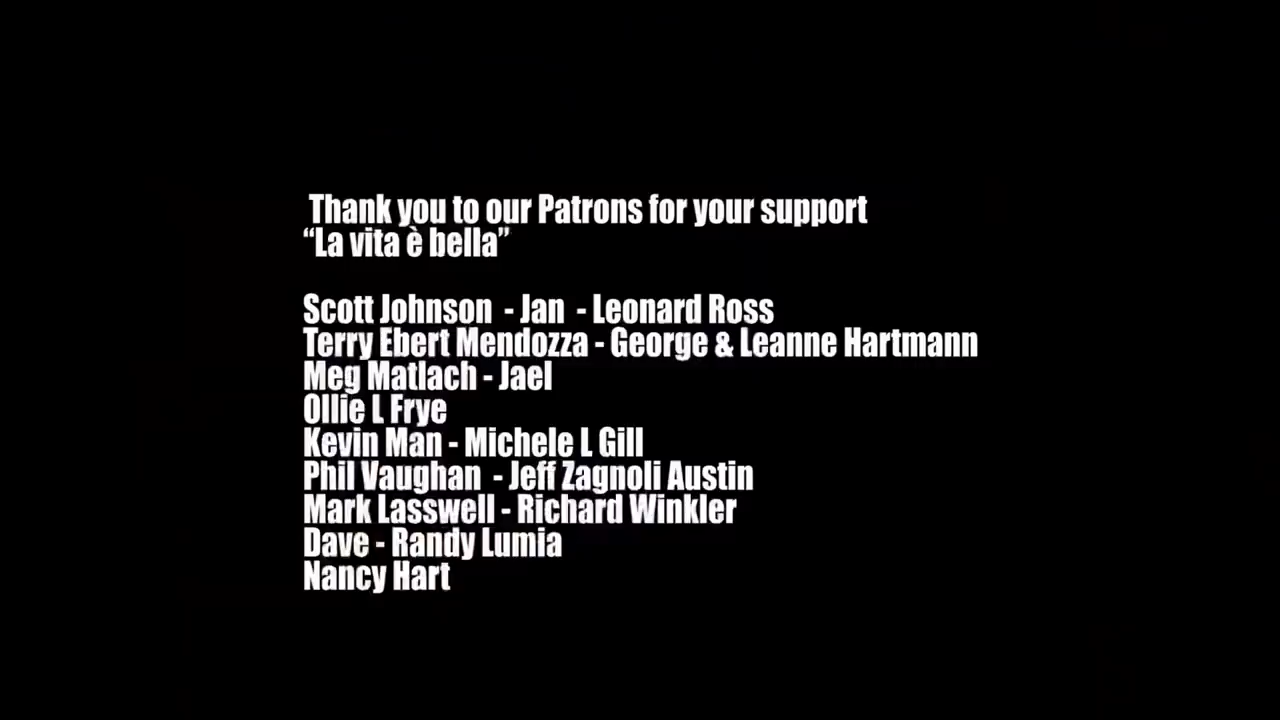 Thank you to our Patrons for your support
“La vita è bella”
Scott Johnson - Jan - Leonard Ross
Terry Ebert Mendozza - George & Leanne Hartmann
Meg Matlach - Jael
Ollie L Frye
Kevin Man - Michele L Gill
Phil Vaughan - Jeff Zagnoli Austin
Mark Lasswell - Richard Winkler
Dave - Randy Lumia
Nancy Hart